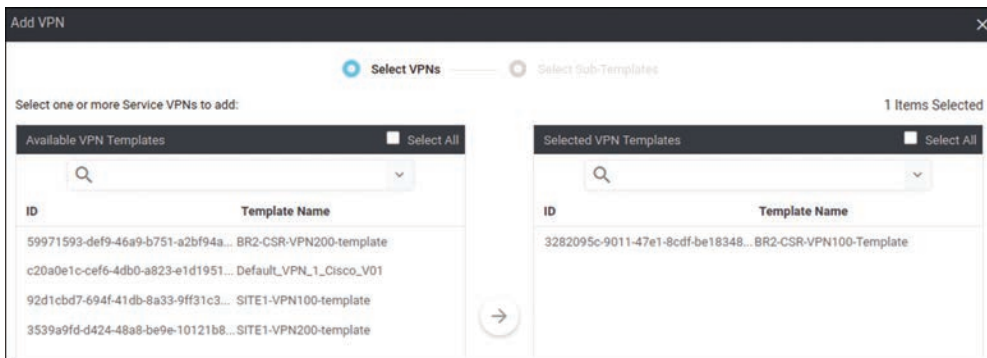 Add VPN
Select VPNs Select Sub-Templates
Select one or more Service VPNs to add: 1 Items Selected
Available VPN Templates Select All Selected VPN Templates Select All
ID Template Name ID Template Name
59971593-def9-46a9-b751-a2bf94a... BR2-CSR-VPN200-template 3282095c-9011-47e1-8cdf-be18348... BR2-CSR-VPN100-Template
c20a0e1c-cef6-4db0-a823-e1d1951... Default_VPN_1_Cisco_V01
92d1cbd7-694f-41db-8a33-9ff31c3... SITE1-VPN100-template
3539a9fd-d424-48a8-be9e-10121b8... SITE1-VPN200-template